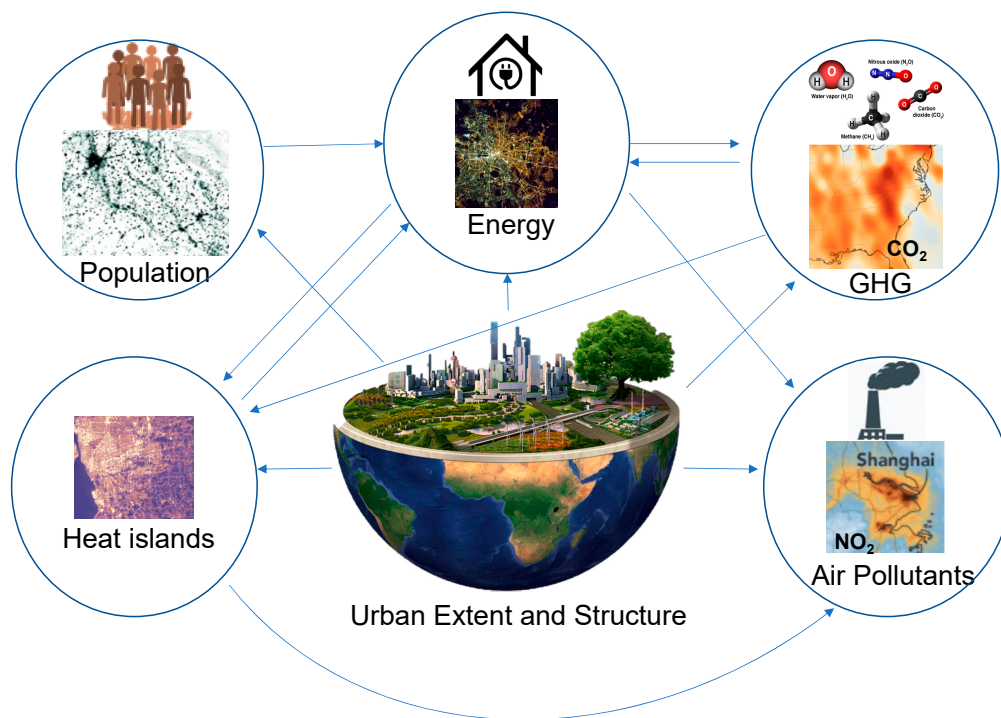 Nitrous oxide (N₂O)
N N O
O
H H
Water vapor (H₂O)
O
C
O
Carbon
dioxide (CO₂)
H
C
H
H
H
Methane (CH₄)
Population
Energy
CO₂
GHG
Heat islands
Urban Extent and Structure
Shanghai
NO₂
Air Pollutants